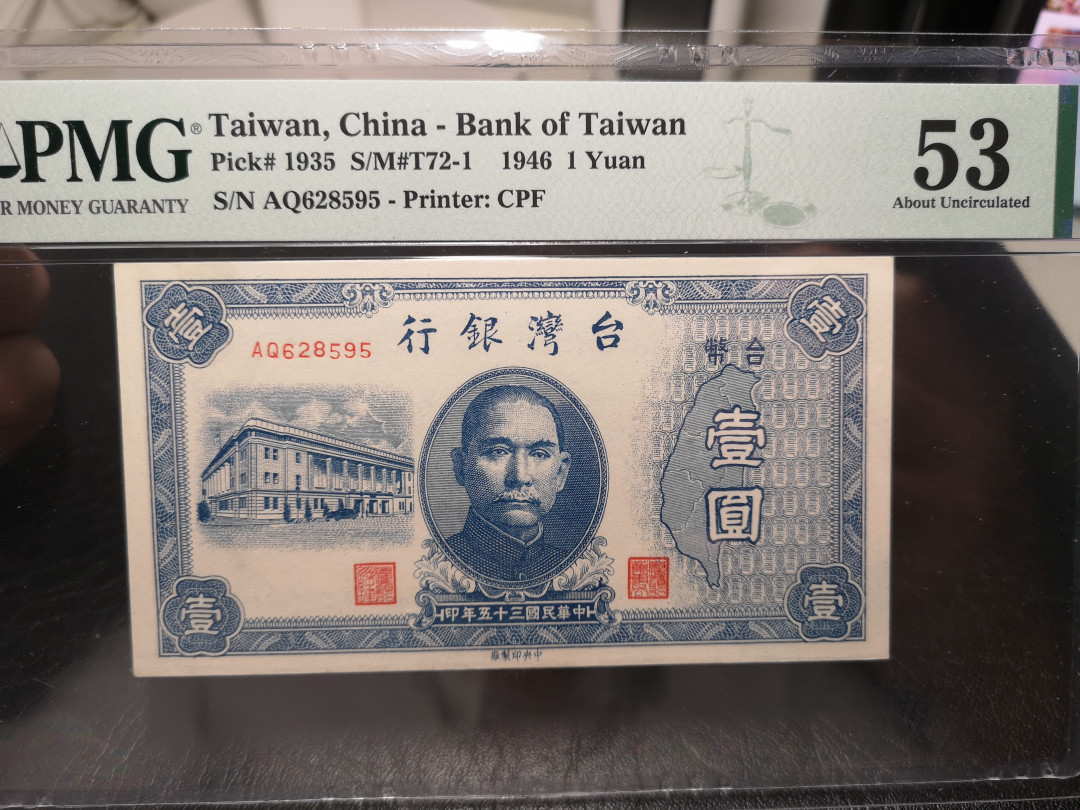 PMG®
R MONEY GUARANTY
Taiwan, China - Bank of Taiwan
Pick# 1935 S/M#T72-1 1946 1 Yuan
S/N AQ628595 - Printer: CPF
53
About Uncirculated
行銀灣台
AQ628595
幣台
壹
壹
壹圓
壹
壹
印年五十三國民華中
廠製印央中